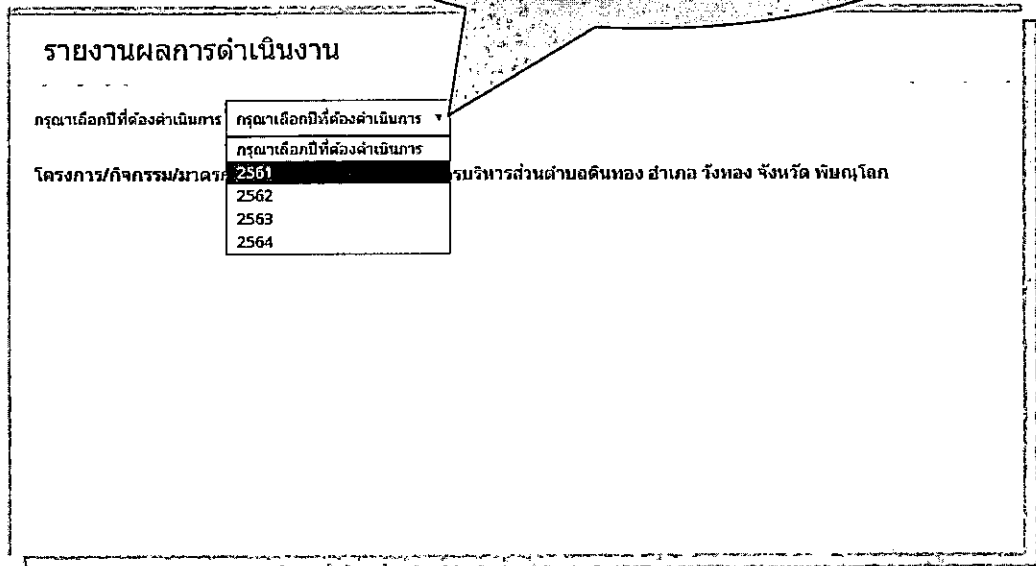 รายงานผลการดำเนินงาน
กรุณาเลือกปีที่ต้องดำเนินการ กรุณาเลือกปีที่ต้องดำเนินการ
กรุณาเลือกปีที่ต้องดำเนินการ
โครงการ/กิจกรรม/มาตรก 2561 รบริหารส่วนตำบลดินทอง อำเภอ วังทอง จังหวัด พิษณุโลก
2562
2563
2564